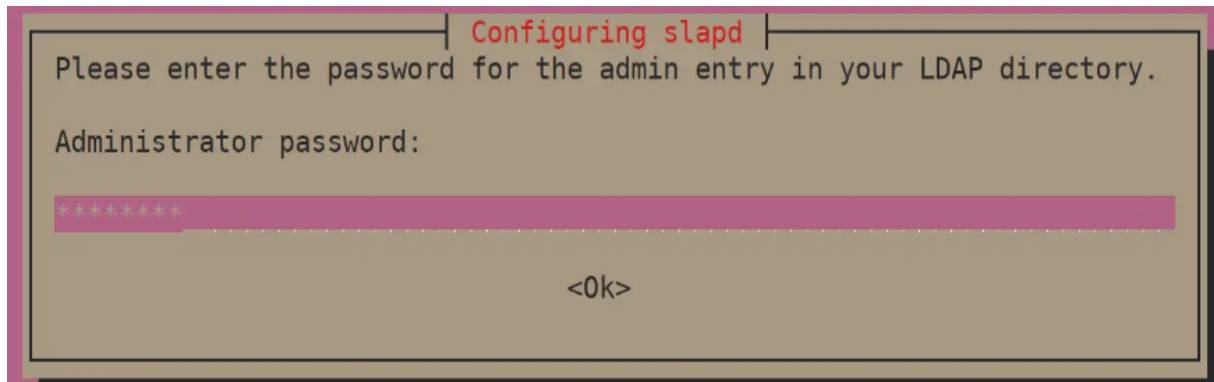 Configuring slapd
Please enter the password for the admin entry in your LDAP directory.
Administrator password:
********
<Ok>